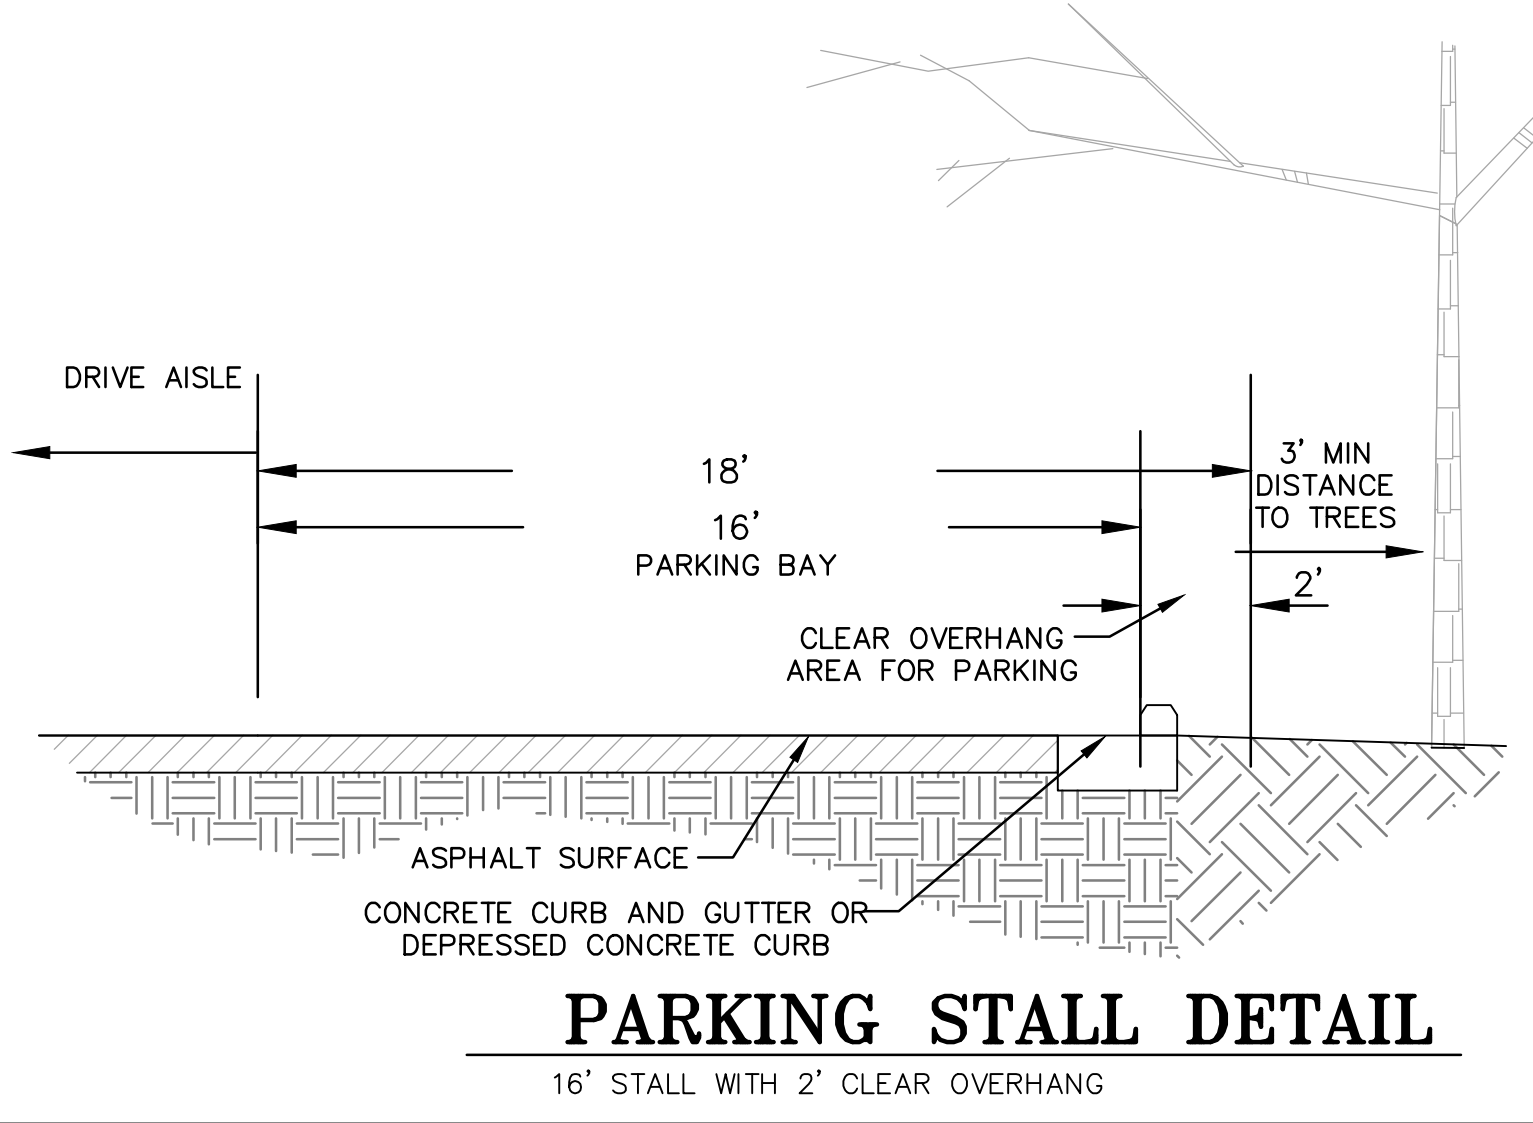 DRIVE AISLE
18'
16'
PARKING BAY
3' MIN
DISTANCE
TO TREES
2'
CLEAR OVERHANG
AREA FOR PARKING
ASPHALT SURFACE
CONCRETE CURB AND GUTTER OR
DEPRESSED CONCRETE CURB
PARKING STALL DETAIL
16' STALL WITH 2' CLEAR OVERHANG